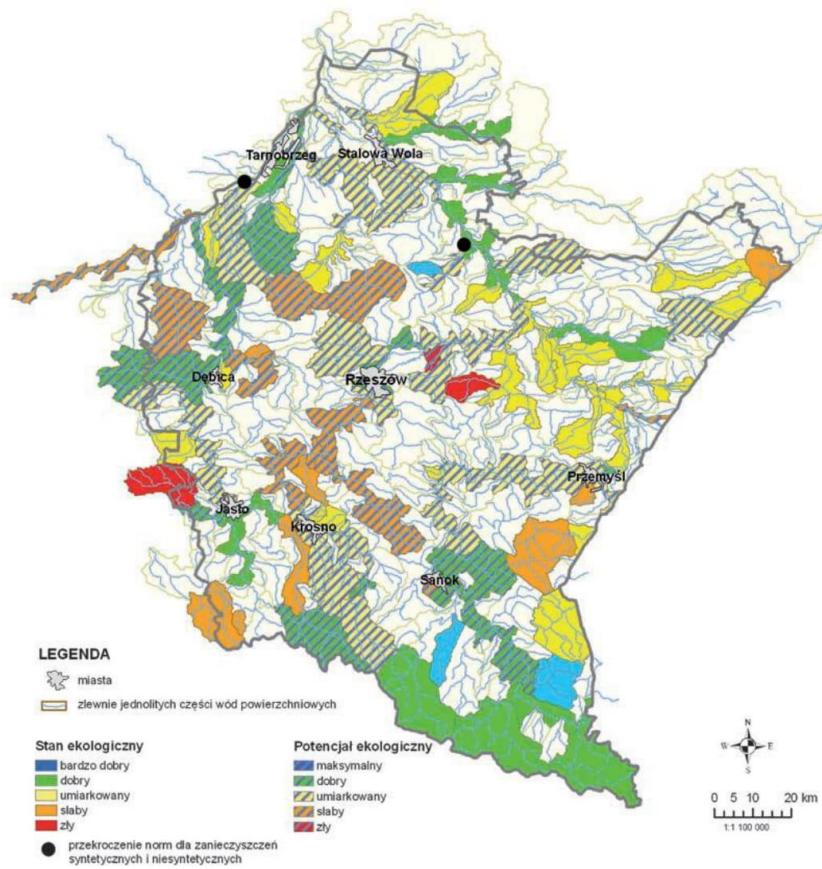 Tarnobrzeg
Stalowa Wola
Dębica
Rzeszów
Przemyśl
Jasło
Krosno
Sanok
LEGENDA
miasta
zlewnie jednolitych części wód powierzchniowych
Stan ekologiczny
bardzo dobry
dobry
umiarkowany
słaby
zły
przekroczenie norm dla zanieczyszczeń
syntetycznych i niesyntetycznych
Potencjał ekologiczny
maksymalny
dobry
umiarkowany
słaby
zły
N
W E
S
0 5 10 20 km
1:1 100 000